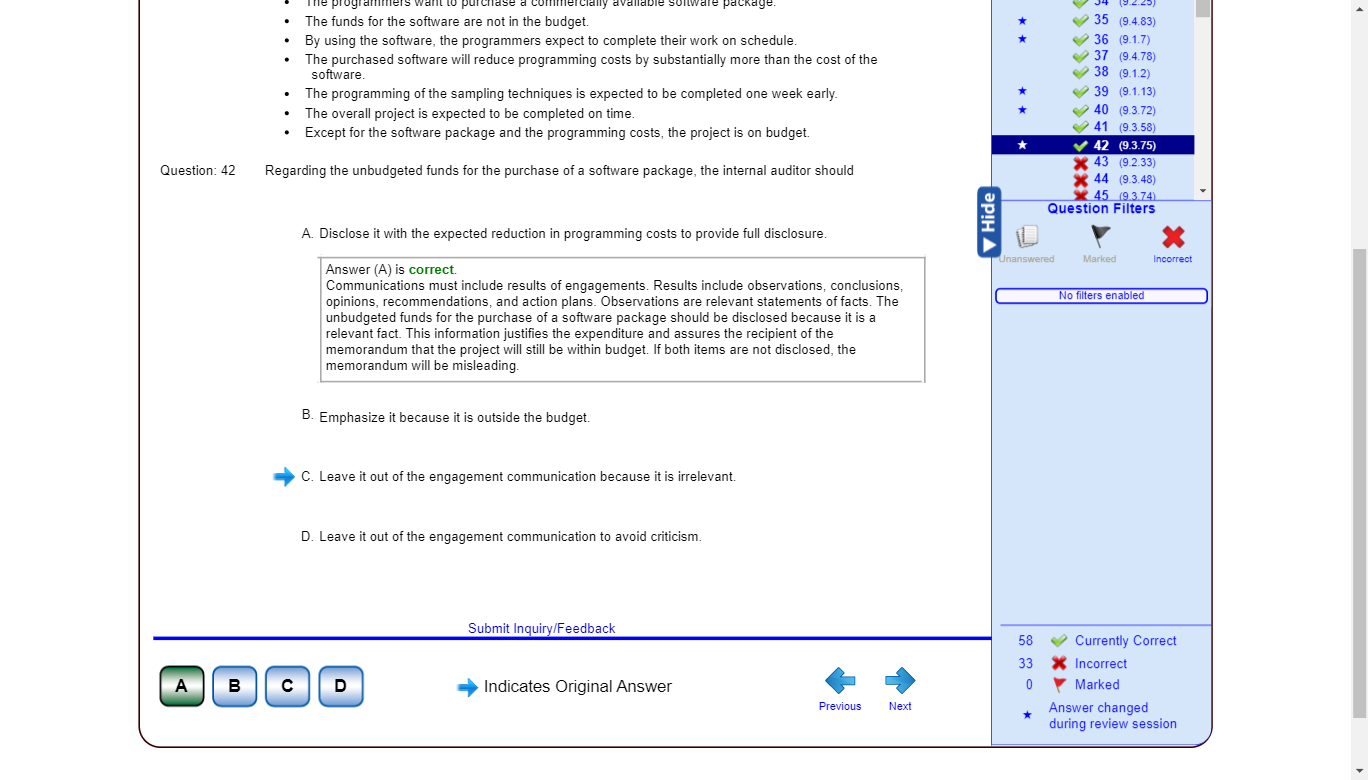 The programmers want to purchase a commercially available software package.
• The funds for the software are not in the budget.
• By using the software, the programmers expect to complete their work on schedule.
• The purchased software will reduce programming costs by substantially more than the cost of the
software.
• The programming of the sampling techniques is expected to be completed one week early.
• The overall project is expected to be completed on time.
• Except for the software package and the programming costs, the project is on budget.
Question: 42 Regarding the unbudgeted funds for the purchase of a software package, the internal auditor should
A. Disclose it with the expected reduction in programming costs to provide full disclosure.
Answer (A) is correct.
Communications must include results of engagements. Results include observations, conclusions,
opinions, recommendations, and action plans. Observations are relevant statements of facts. The
unbudgeted funds for the purchase of a software package should be disclosed because it is a
relevant fact. This information justifies the expenditure and assures the recipient of the
memorandum that the project will still be within budget. If both items are not disclosed, the
memorandum will be misleading.
B. Emphasize it because it is outside the budget.
C. Leave it out of the engagement communication because it is irrelevant.
D. Leave it out of the engagement communication to avoid criticism.
Submit Inquiry/Feedback
A B C D
Indicates Original Answer
Previous Next
34 (9.2.25)
35 (9.4.83)
36 (9.1.7)
37 (9.4.78)
38 (9.1.2)
39 (9.1.13)
40 (9.3.72)
41 (9.3.58)
42 (9.3.75)
43 (9.2.33)
44 (9.3.48)
45 (9.3.74)
Hide
Question Filters
Unanswered Marked Incorrect
No filters enabled
58 Currently Correct
33 Incorrect
0 Marked
Answer changed
during review session